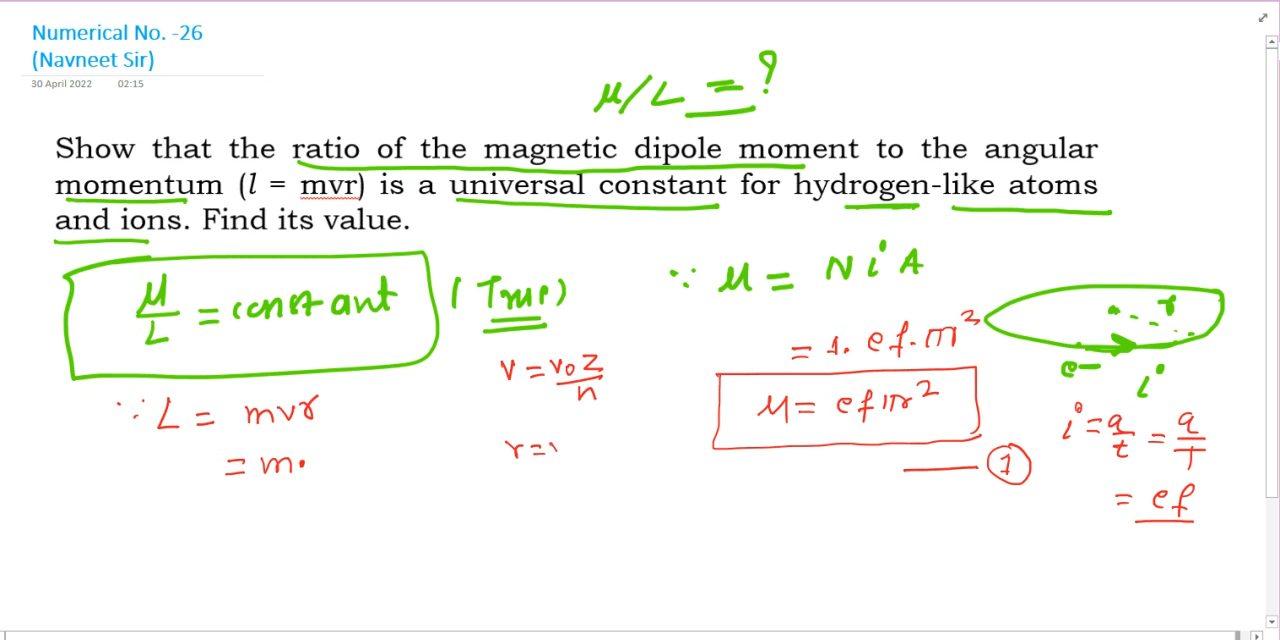 Numerical No. -26
(Navneet Sir)
30 April 2022 02:15
μ/L = ?
Show that the ratio of the magnetic dipole moment to the angular
momentum (l = mvr) is a universal constant for hydrogen-like atoms
and ions. Find its value.
μ/L = constant (True)
∵ μ = N i A
= 1. ef. πr²
μ = efπr²
1
r
e-
i
i = q/t = q/T
= ef
v = v₀ Z/n
r =
∵ L = mvr
= m.